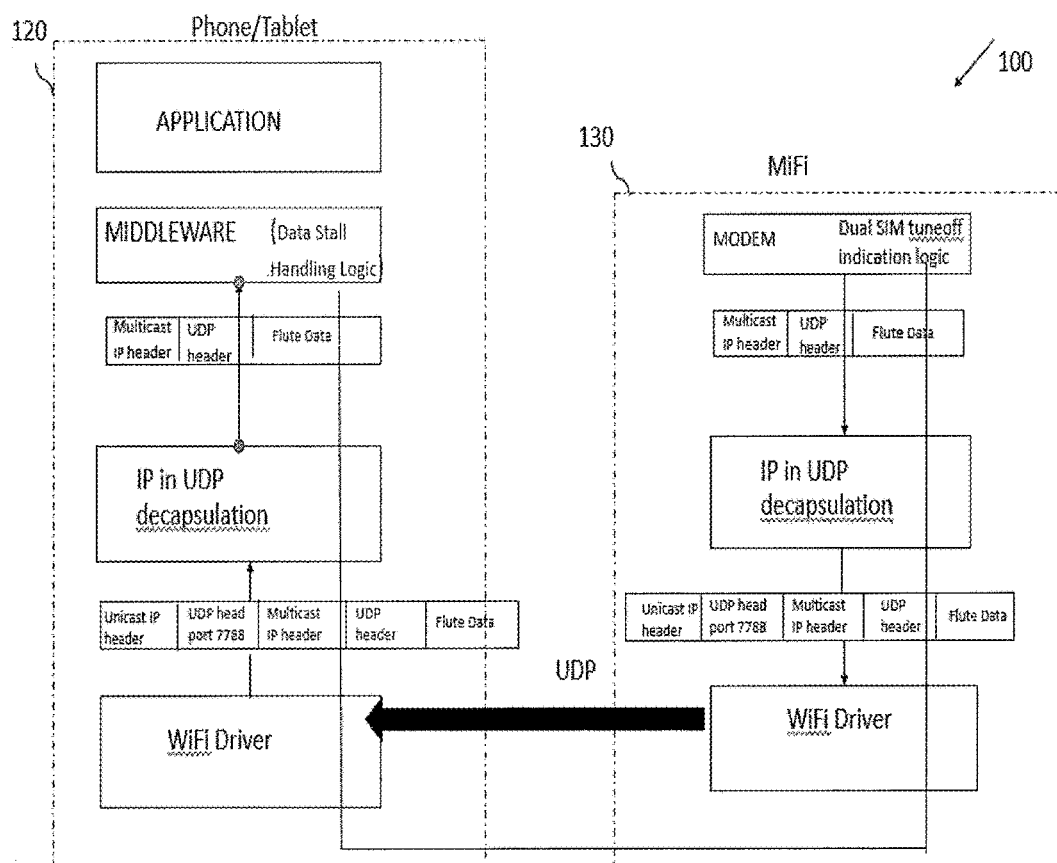 120
Phone/Tablet
100
APPLICATION
130
MiFi
MIDDLEWARE (Data Stall
Handling Logic)
MODEM Dual SIM tuneoff
indication logic
Multicast UDP Flute Data
IP header header
Multicast UDP Flute Data
IP header header
IP in UDP
decapsulation
IP in UDP
decapsulation
Unicast IP UDP head Multicast UDP Flute Data
header port 7788 IP header header
Unicast IP UDP head Multicast UDP Flute Data
header port 7788 IP header header
UDP
WiFi Driver
WiFi Driver